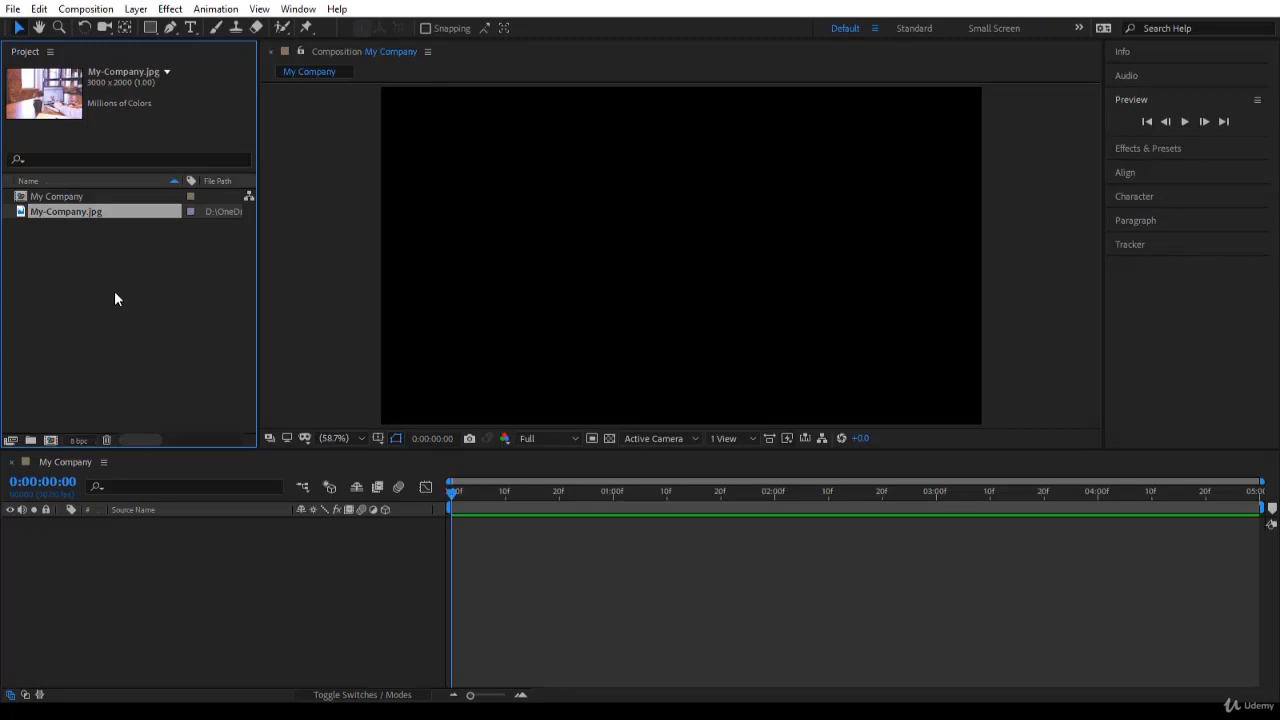 File Edit Composition Layer Effect Animation View Window Help
Snapping Default Standard Small Screen Search Help
Project Composition My Company Info
My-Company.jpg
3000 x 2000 (1.00)
My Company
Audio
Millions of Colors
Preview
Effects & Presets
Align
Character
Paragraph
Tracker
Name File Path
My Company
My-Company.jpg D:\OneD
8 bpc
(58.7%) 0:00:00:00 Full Active Camera 1 View +0.0
My Company
0:00:00:00
# Source Name
10f 20f 01:00f 10f 20f 02:00f 10f 20f 03:00f 10f 20f 04:00f 10f 20f
Toggle Switches / Modes
Udemy